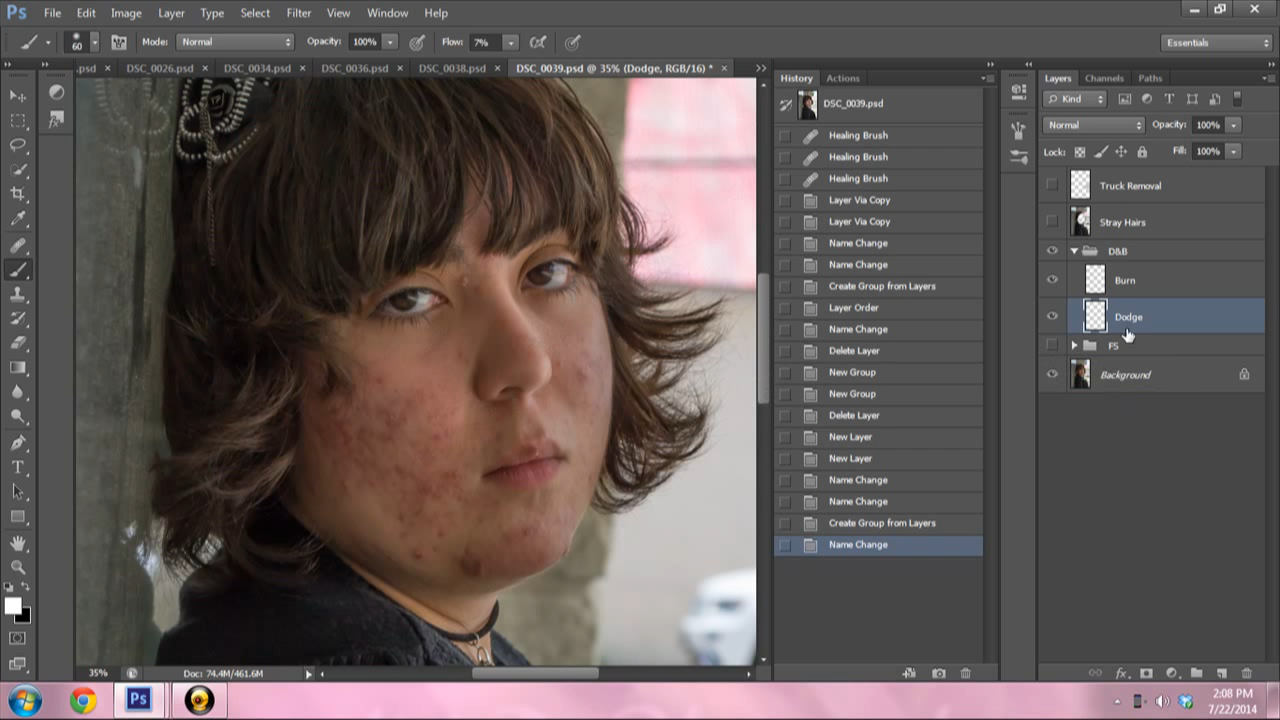 Ps File Edit Image Layer Type Select Filter View Window Help
60 Mode: Normal Opacity: 100% Flow: 7% Essentials
.psd × DSC_0026.psd × DSC_0034.psd × DSC_0036.psd × DSC_0038.psd × DSC_0039.psd @ 35% (Dodge, RGB/16) * ×
History Actions
DSC_0039.psd
Healing Brush
Healing Brush
Healing Brush
Layer Via Copy
Layer Via Copy
Name Change
Name Change
Create Group from Layers
Layer Order
Name Change
Delete Layer
New Group
New Group
Delete Layer
New Layer
New Layer
Name Change
Name Change
Create Group from Layers
Name Change
Layers Channels Paths
Kind
Normal Opacity: 100%
Lock: Fill: 100%
Truck Removal
Stray Hairs
D&B
Burn
Dodge
FS
Background
35% Doc: 74.4M/461.6M
Ps
2:08 PM
7/22/2014